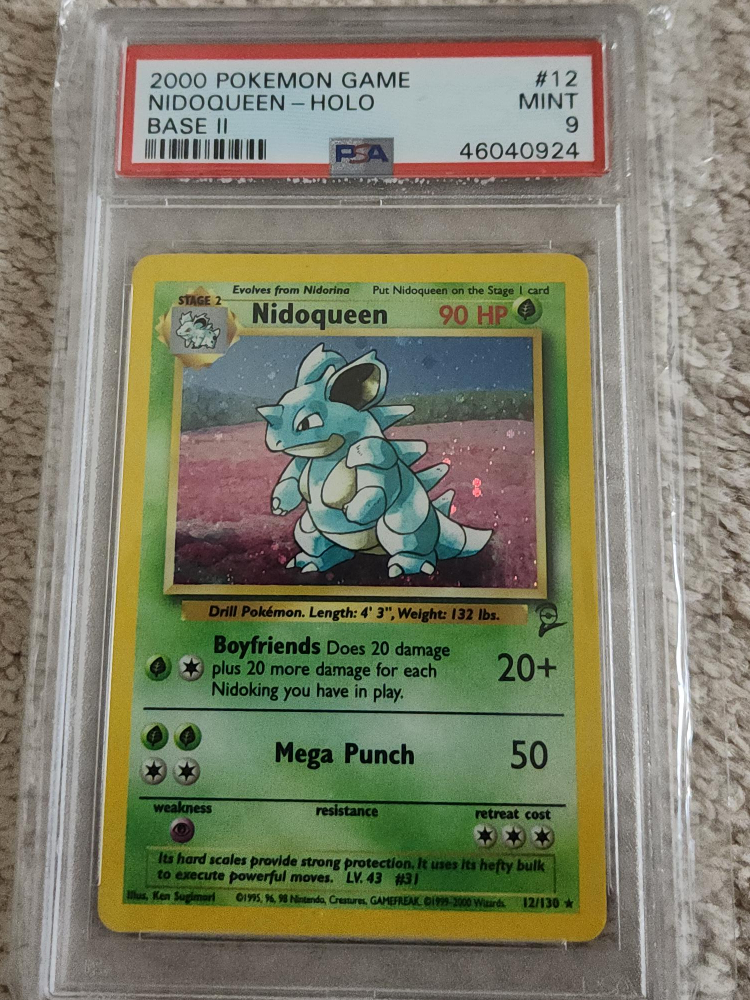 2000 POKEMON GAME #12
NIDOQUEEN – HOLO MINT
BASE II 9
PSA 46040924
Evolves from Nidorina Put Nidoqueen on the Stage 1 card
STAGE 2
Nidoqueen 90 HP
Drill Pokémon. Length: 4' 3", Weight: 132 lbs.
Boyfriends Does 20 damage
plus 20 more damage for each
Nidoking you have in play.
20+
Mega Punch 50
weakness resistance retreat cost
Its hard scales provide strong protection. It uses its hefty bulk
to execute powerful moves. LV. 43 #31
Illus. Ken Sugimori ©1995, 96, 98 Nintendo, Creatures, GAMEFREAK. ©1999-2000 Wizards. 12/130 ★